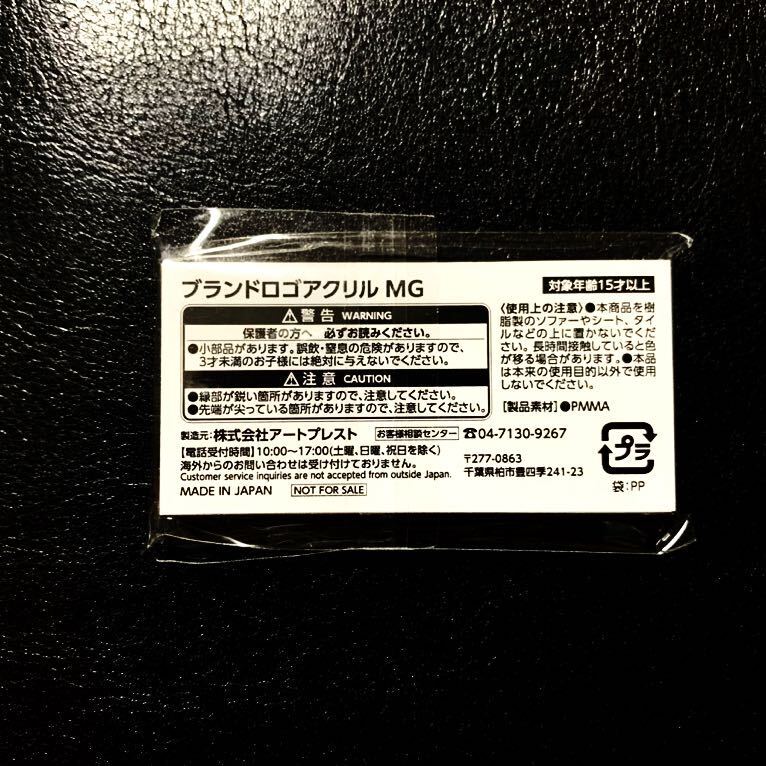 ブランドロゴアクリル MG
対象年齢15才以上
⚠警告 WARNING
保護者の方へ 必ずお読みください。
●小部品があります。誤飲・窒息の危険がありますので、
3才未満のお子様には絶対に与えないでください。
⚠注意 CAUTION
●縁部が鋭い箇所がありますので、注意してください。
●先端が尖っている箇所がありますので、注意してください。
〈使用上の注意〉●本商品を樹
脂製のソファーやシート、タイ
ルなどの上に置かないでくだ
さい。長時間接触していると色
が移る場合があります。●本品
は本来の使用目的以外で使用
しないでください。
【製品素材】●PMMA
製造元:株式会社アートプレスト お客様相談センター ☎04-7130-9267
【電話受付時間】10:00〜17:00(土曜、日曜、祝日を除く)
海外からのお問い合わせは受け付けておりません。
Customer service inquiries are not accepted from outside Japan.
〒277-0863
千葉県柏市豊四季241-23
MADE IN JAPAN NOT FOR SALE
プラ
袋:PP